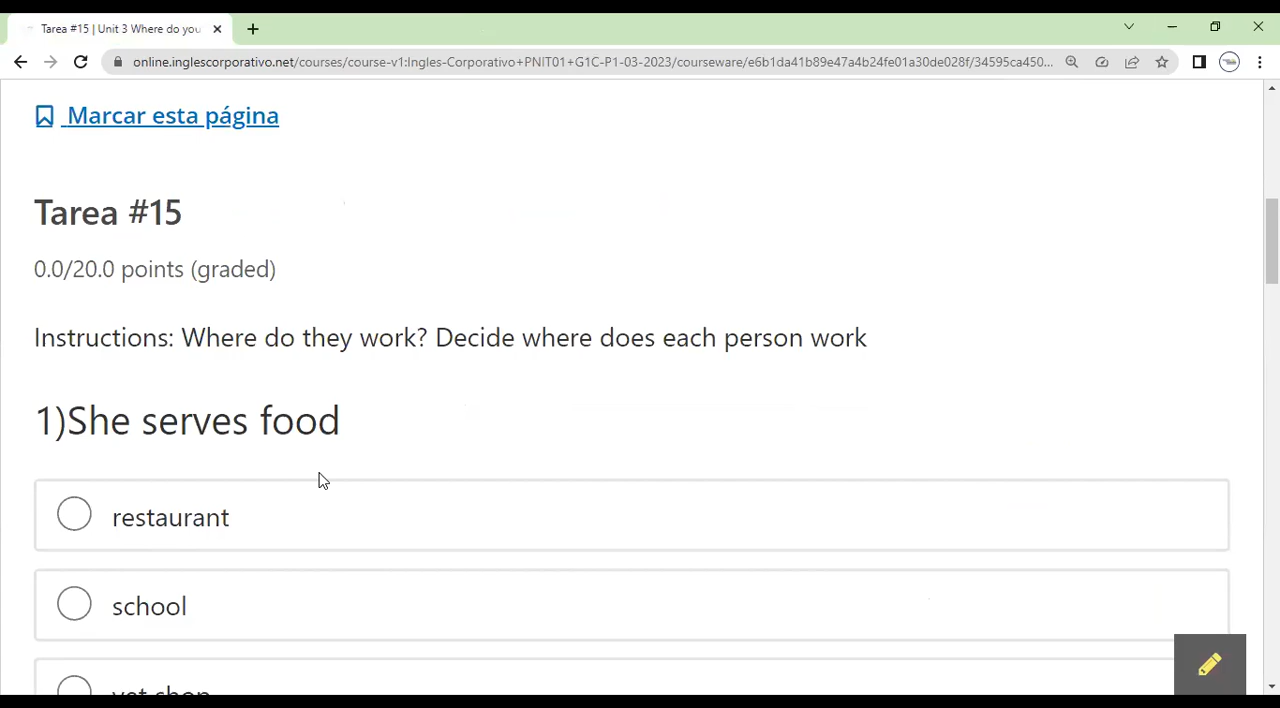 Tarea #15 | Unit 3 Where do you
online.inglescorporativo.net/courses/course-v1:Ingles-Corporativo+PNIT01+G1C-P1-03-2023/courseware/e6b1da41b89e47a4b24fe01a30de028f/34595ca450...
Marcar esta página
Tarea #15
0.0/20.0 points (graded)
Instructions: Where do they work? Decide where does each person work
1)She serves food
restaurant
school
vet shop